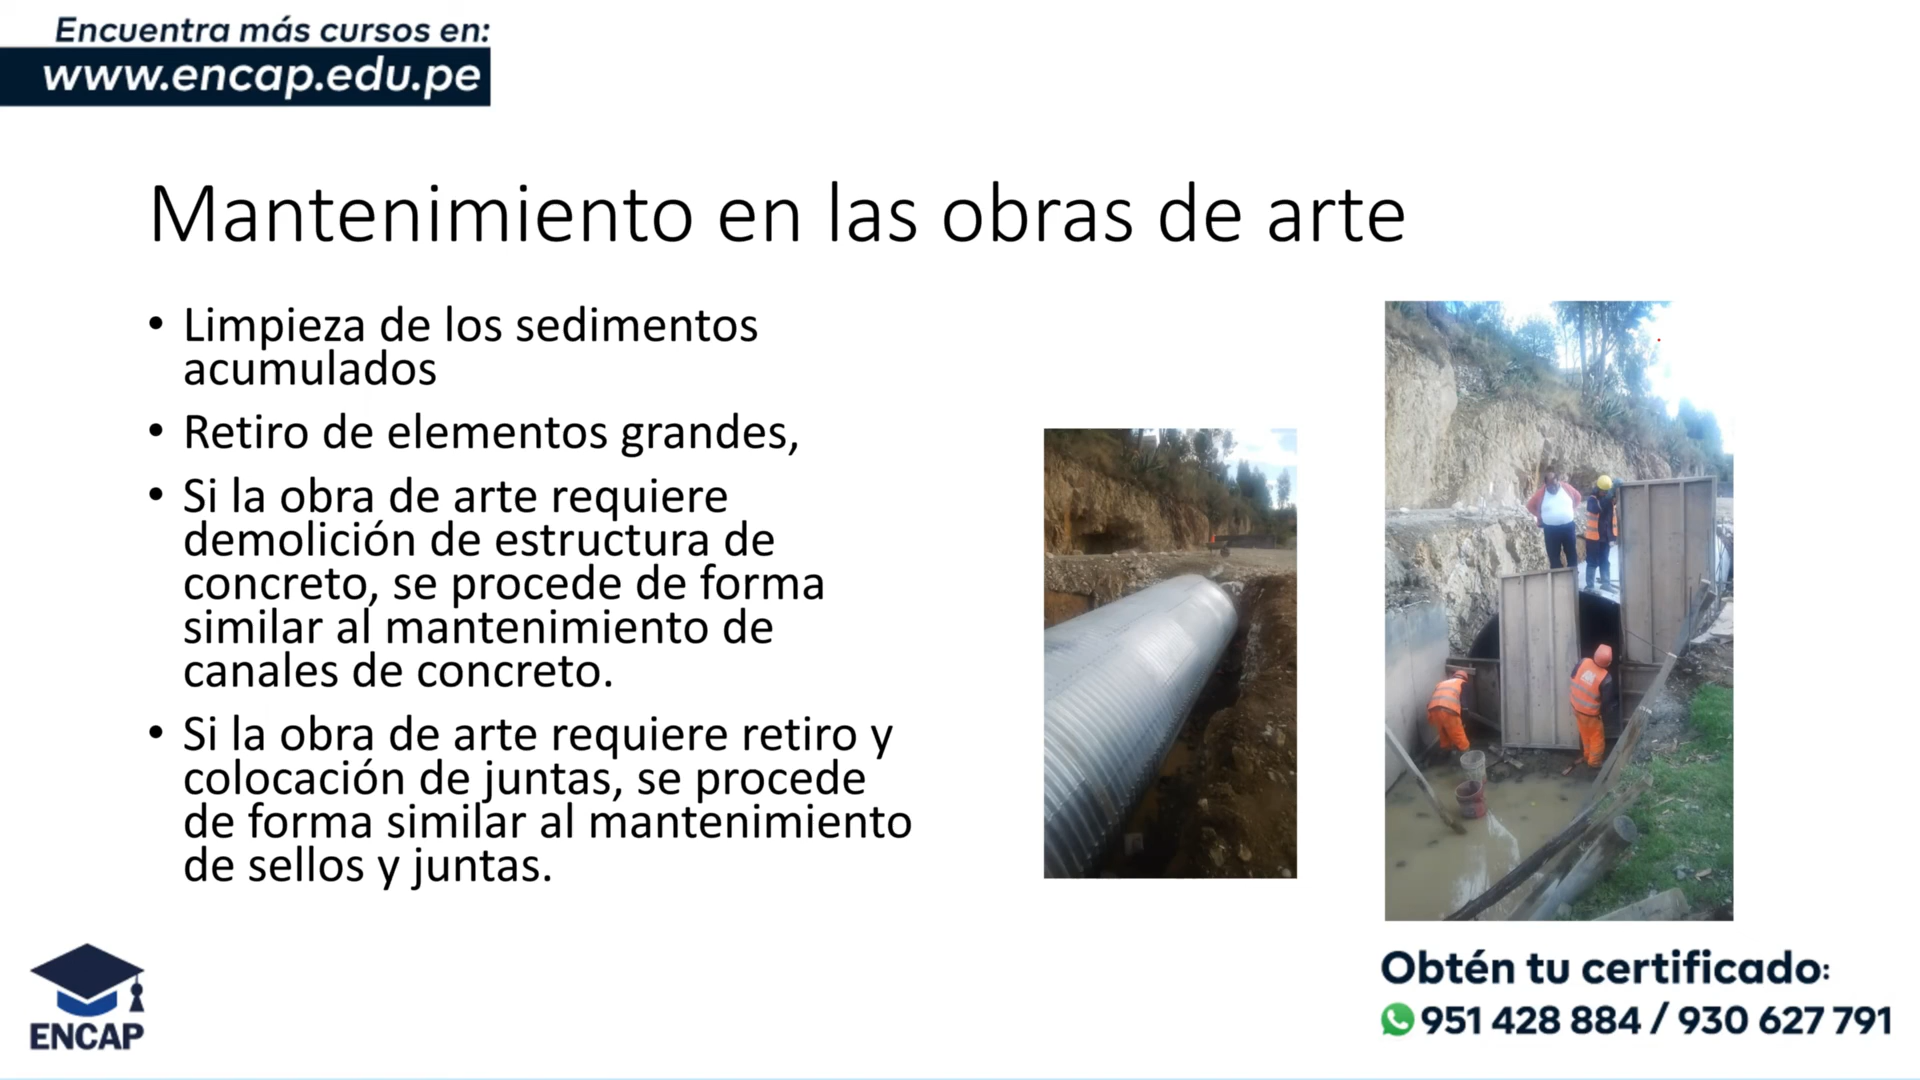 Encuentra más cursos en:
www.encap.edu.pe
Mantenimiento en las obras de arte
• Limpieza de los sedimentos
acumulados
• Retiro de elementos grandes,
• Si la obra de arte requiere
demolición de estructura de
concreto, se procede de forma
similar al mantenimiento de
canales de concreto.
• Si la obra de arte requiere retiro y
colocación de juntas, se procede
de forma similar al mantenimiento
de sellos y juntas.
ENCAP
Obtén tu certificado:
951 428 884 / 930 627 791